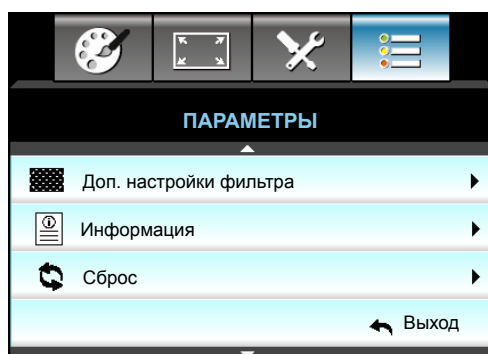 ПАРАМЕТРЫ
Доп. настройки фильтра
Информация
Сброс
Выход